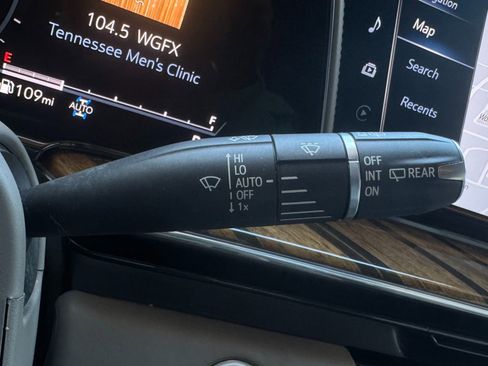 104.5 WGFX
Tennessee Men's Clinic
E
109mi
AUTO
Navigation
Map
Search
Recents
HI
LO
AUTO
OFF
1x
OFF
INT REAR
ON